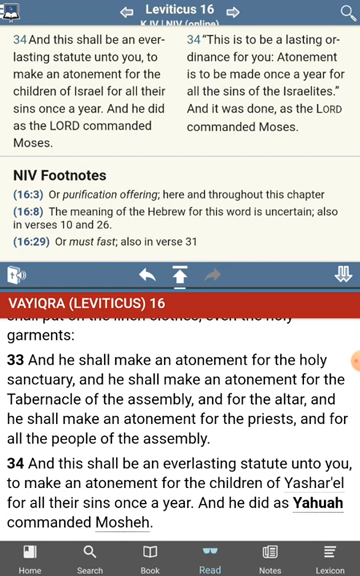 Leviticus 16
KJV | NIV (online)
34 And this shall be an ever-
lasting statute unto you, to
make an atonement for the
children of Israel for all their
sins once a year. And he did
as the LORD commanded
Moses.
34 “This is to be a lasting or-
dinance for you: Atonement
is to be made once a year for
all the sins of the Israelites.”
And it was done, as the LORD
commanded Moses.
NIV Footnotes
(16:3) Or purification offering; here and throughout this chapter
(16:8) The meaning of the Hebrew for this word is uncertain; also
in verses 10 and 26.
(16:29) Or must fast; also in verse 31
VAYIQRA (LEVITICUS) 16
shall put on the linen clothes, even the holy
garments:
33 And he shall make an atonement for the holy
sanctuary, and he shall make an atonement for the
Tabernacle of the assembly, and for the altar, and
he shall make an atonement for the priests, and for
all the people of the assembly.
34 And this shall be an everlasting statute unto you,
to make an atonement for the children of Yashar'el
for all their sins once a year. And he did as Yahuah
commanded Mosheh.
Home Search Book Read Notes Lexicon